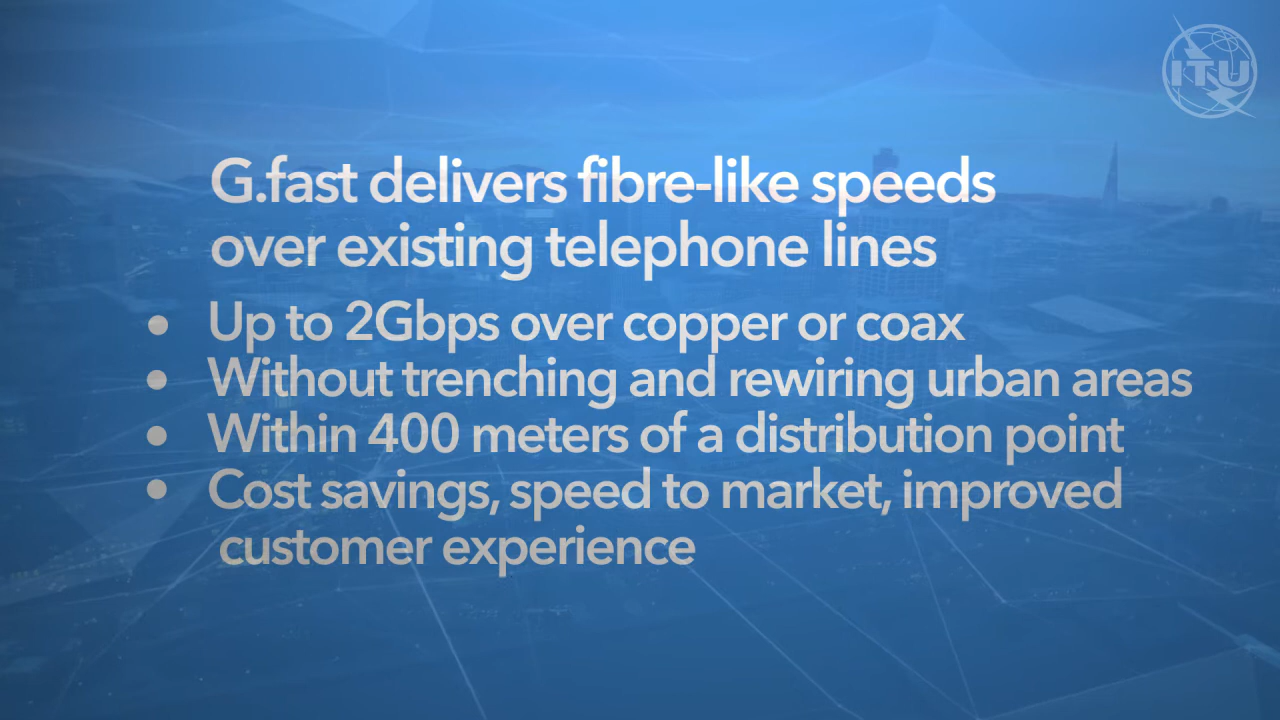 ITU
G.fast delivers fibre-like speeds
over existing telephone lines
• Up to 2Gbps over copper or coax
• Without trenching and rewiring urban areas
• Within 400 meters of a distribution point
• Cost savings, speed to market, improved
customer experience